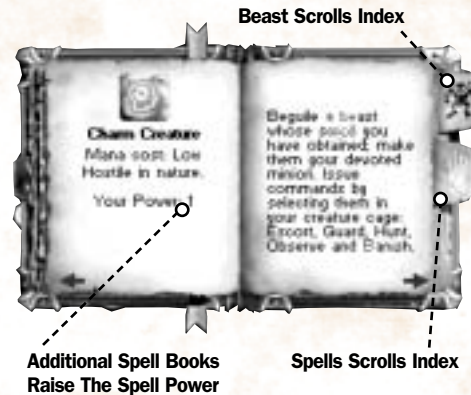 Beast Scrolls Index
Charm Creature
Mana cost: Low
Hostile in nature.
Your Power: 1
Beguile a beast
whose scroll you
have obtained; make
them your devoted
minion. Issue
commands by
selecting them in
your creature cage:
Escort, Guard, Hunt,
Observe and Banish.
Additional Spell Books
Raise The Spell Power
Spells Scrolls Index